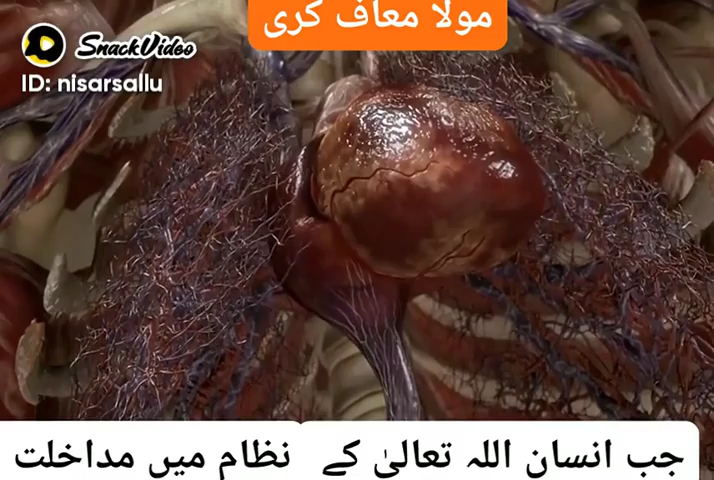 مولا معاف کری
SnackVideo
ID: nisarsallu
جب انسان اللہ تعالیٰ کے نظام میں مداخلت